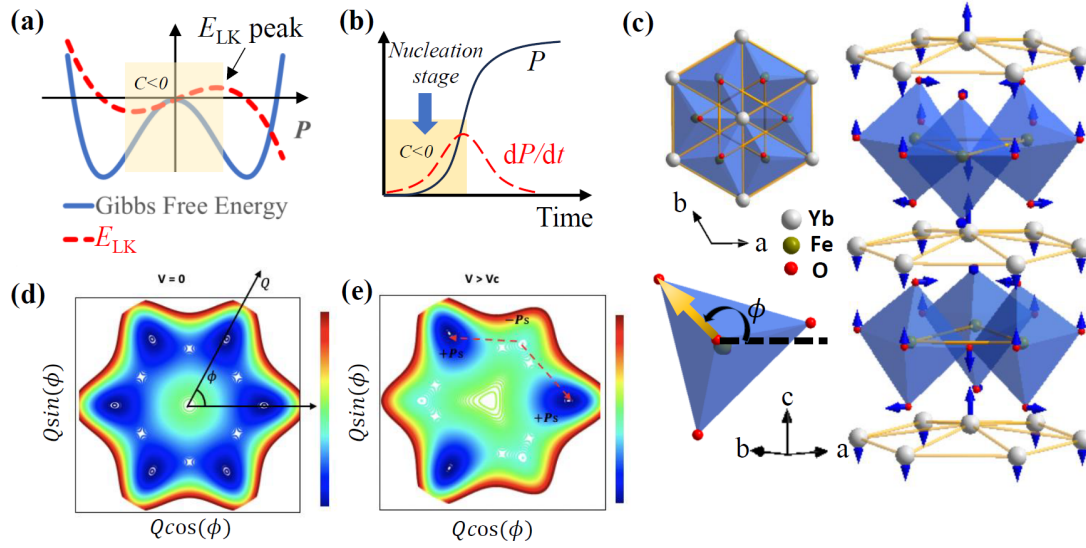 (a)
E_LK peak
C<0
P
Gibbs Free Energy
E_LK
(b)
Nucleation
stage
P
C<0
dP/dt
Time
(c)
b
a
Yb
Fe
O
ϕ
c
b
a
(d)
V = 0
Q
ϕ
Qsin(ϕ)
Qcos(ϕ)
(e)
V > Vc
−Ps
+Ps
+Ps
Qsin(ϕ)
Qcos(ϕ)